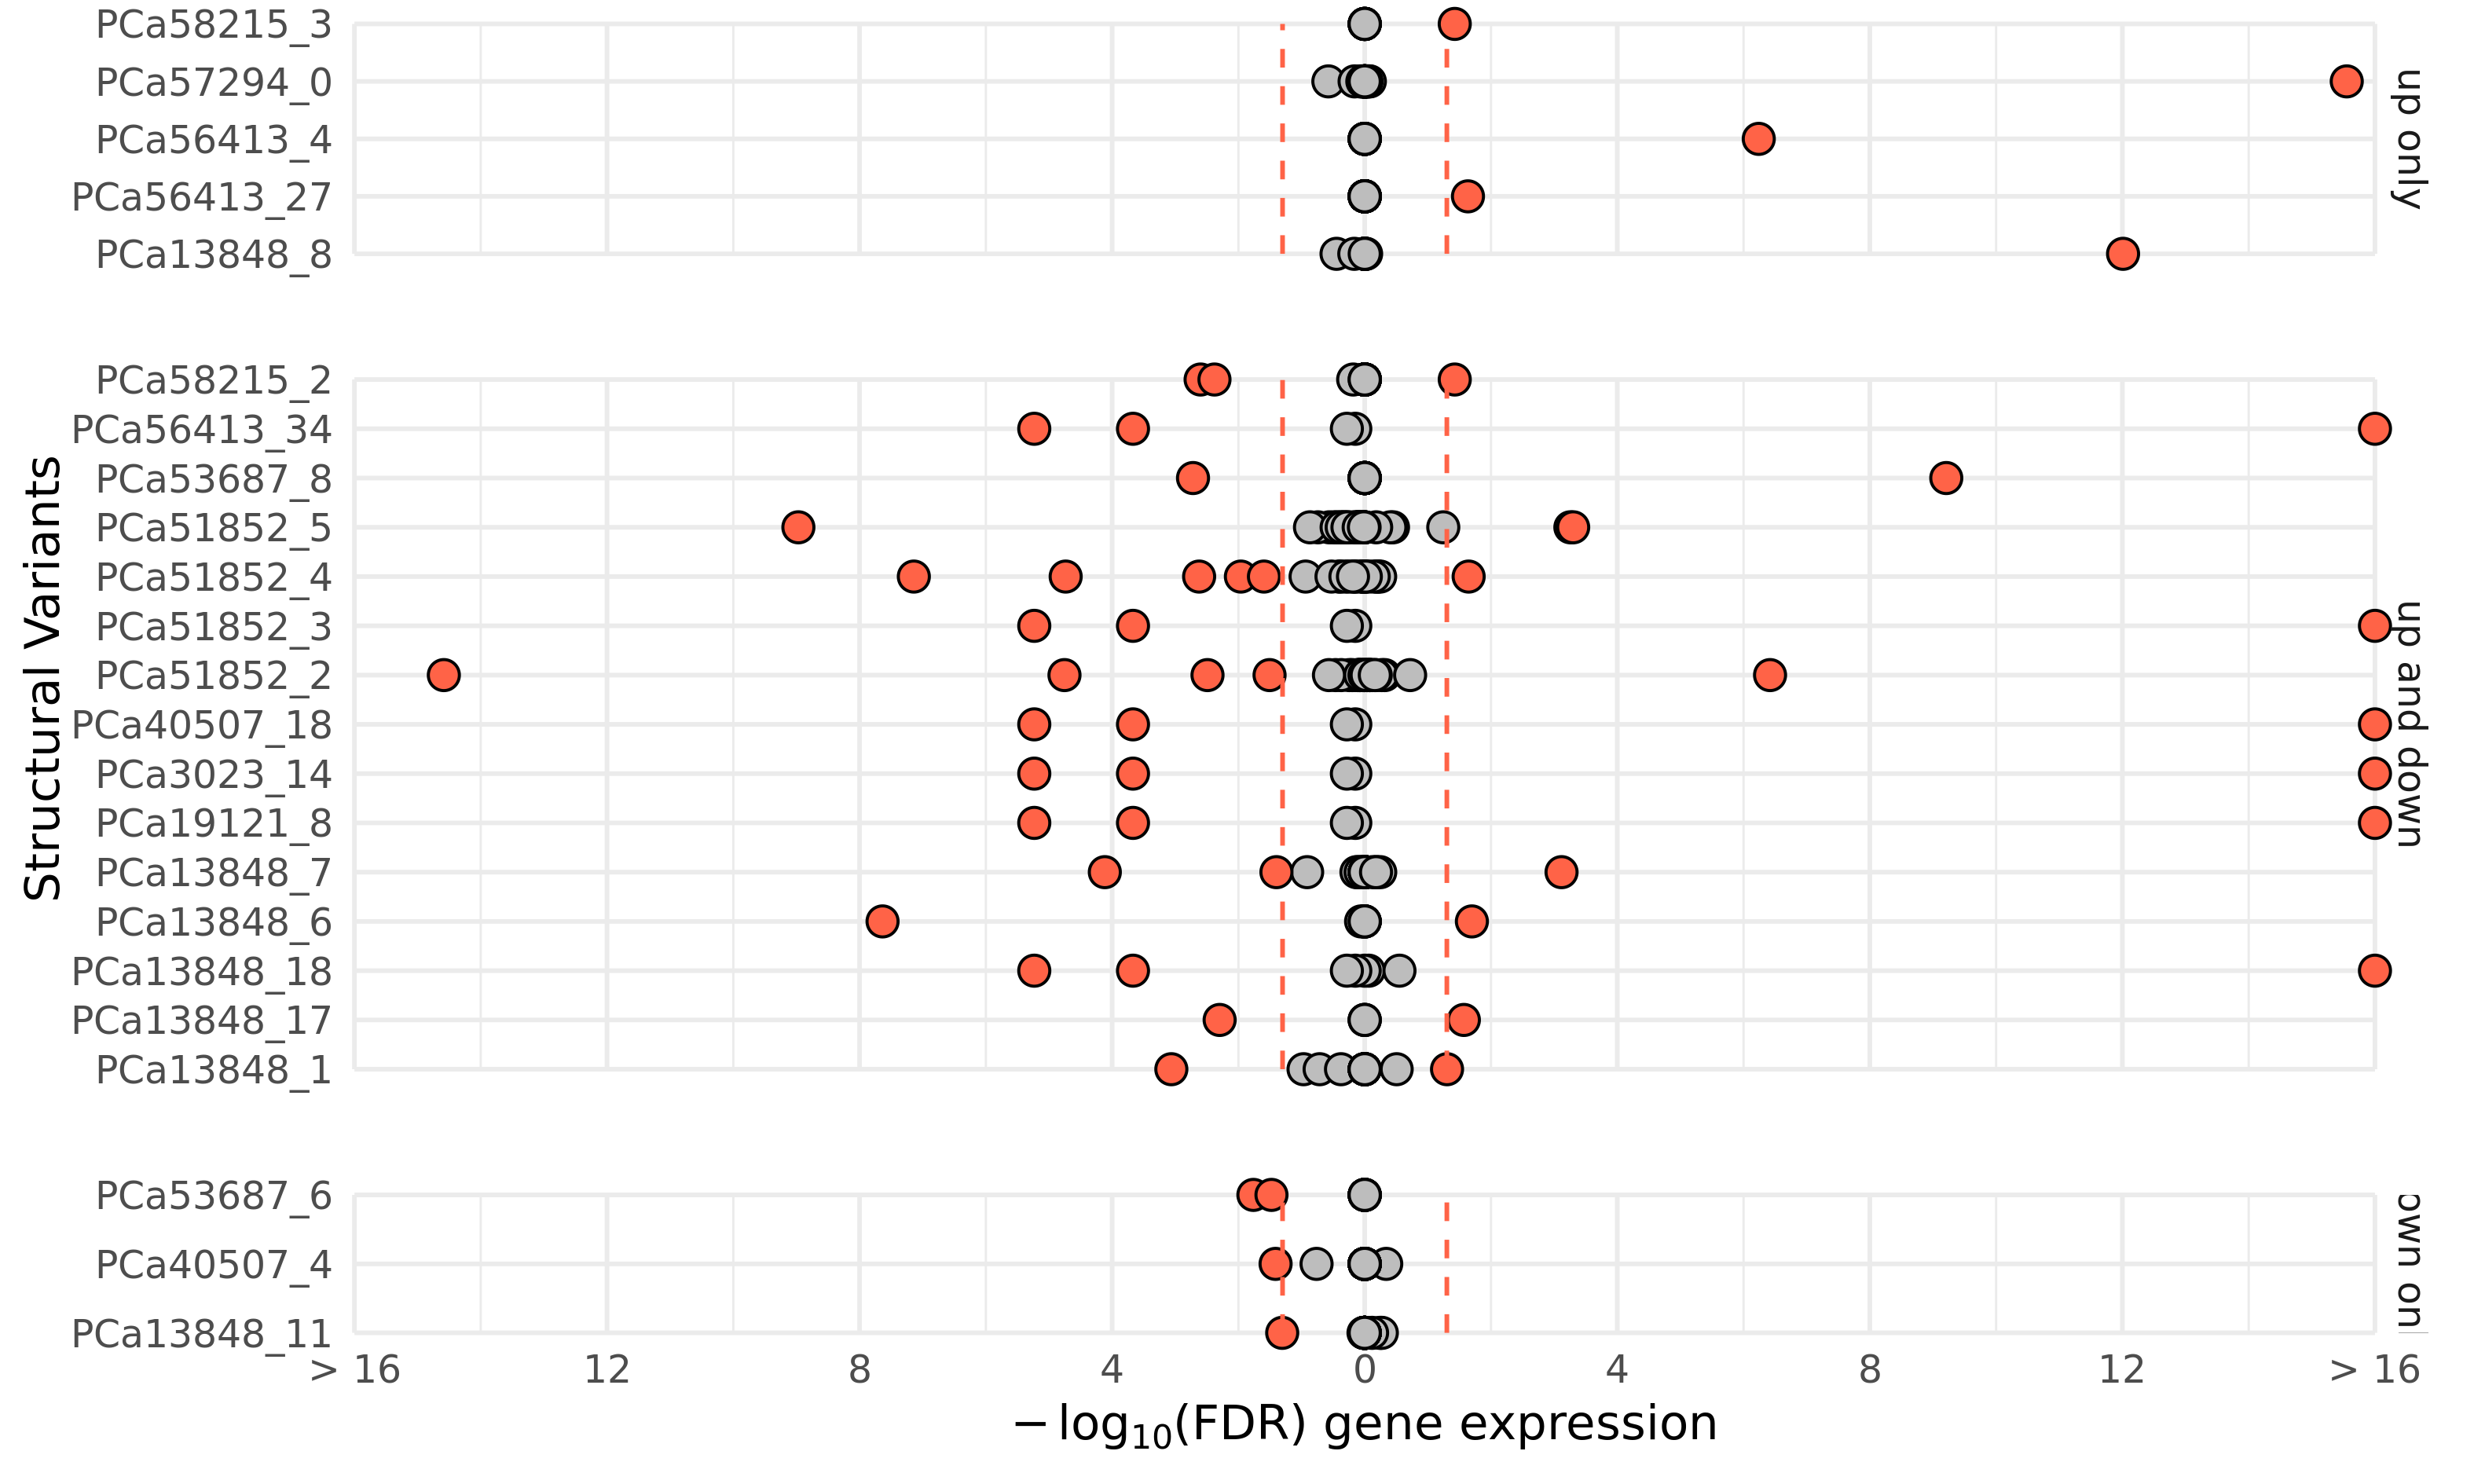 PCa58215_3
PCa57294_0
PCa56413_4
PCa56413_27
PCa13848_8
up only
PCa58215_2
PCa56413_34
PCa53687_8
PCa51852_5
PCa51852_4
PCa51852_3
PCa51852_2
PCa40507_18
PCa3023_14
PCa19121_8
PCa13848_7
PCa13848_6
PCa13848_18
PCa13848_17
PCa13848_1
up and down
Structural Variants
PCa53687_6
PCa40507_4
PCa13848_11
own on
> 16 12 8 4 0 4 8 12 > 16
− log10(FDR) gene expression